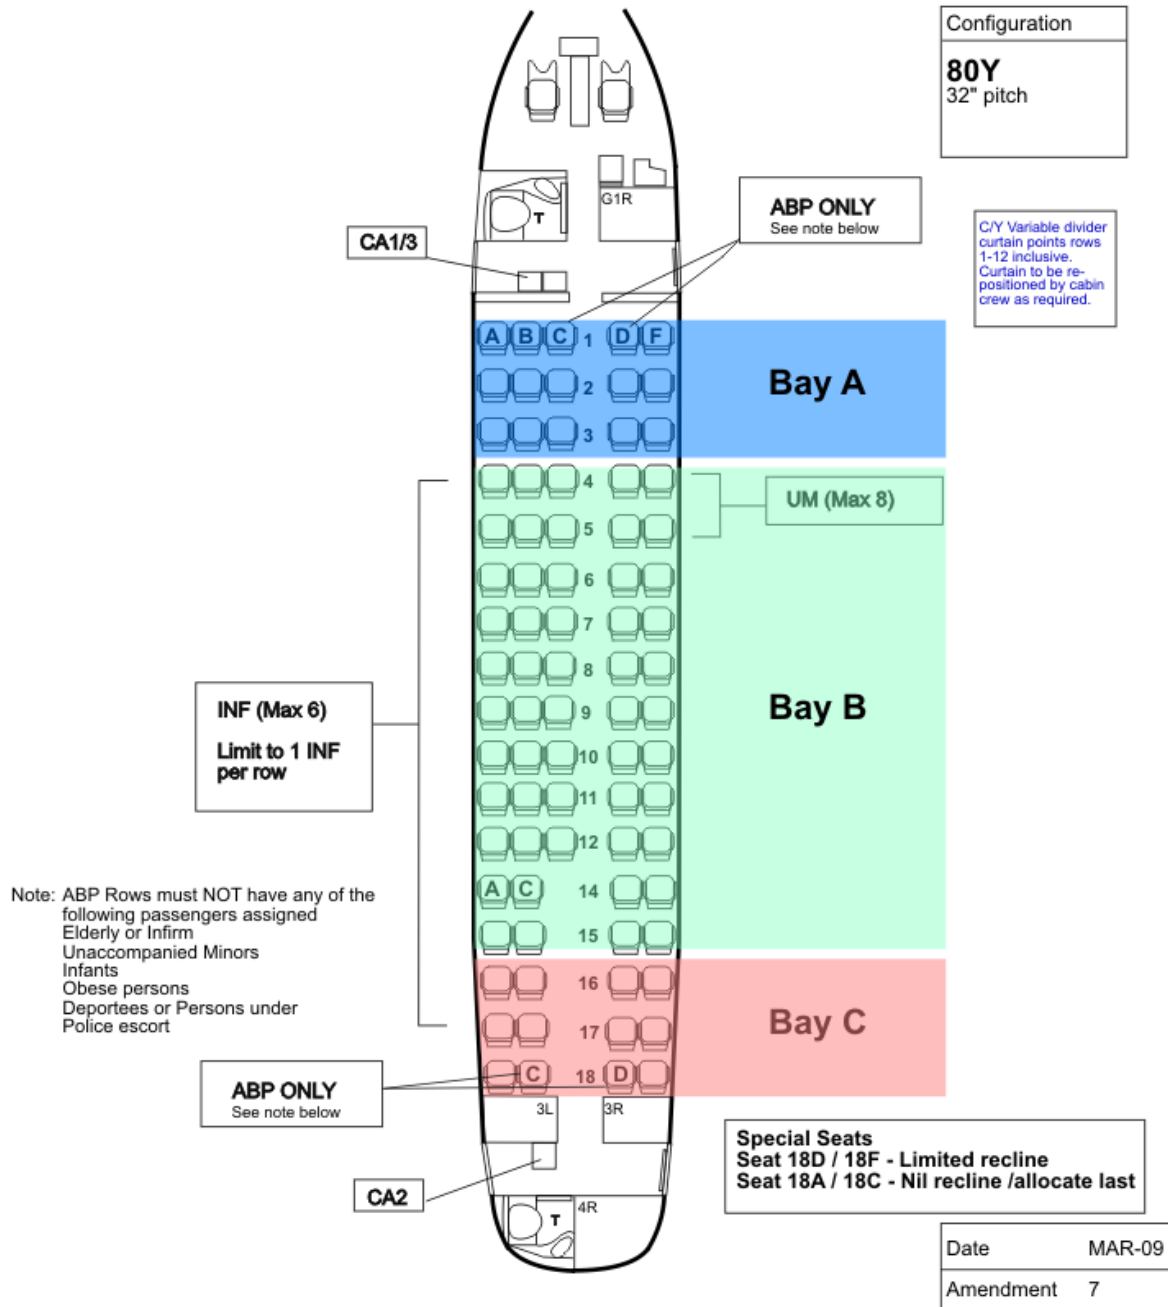 Configuration
80Y
32" pitch
G1R
T
ABP ONLY
See note below
CA1/3
C/Y Variable divider
curtain points rows
1-12 inclusive.
Curtain to be re-
positioned by cabin
crew as required.
A B C 1 D F
Bay A
2
3
4
UM (Max 8)
5
6
7
8
INF (Max 6)
Limit to 1 INF
per row
9
Bay B
10
11
12
A C 14
15
Note: ABP Rows must NOT have any of the
following passengers assigned
Elderly or Infirm
Unaccompanied Minors
Infants
Obese persons
Deportees or Persons under
Police escort
16
Bay C
17
C 18 D
ABP ONLY
See note below
3L 3R
Special Seats
Seat 18D / 18F - Limited recline
Seat 18A / 18C - Nil recline /allocate last
CA2
4R
T
Date MAR-09
Amendment 7